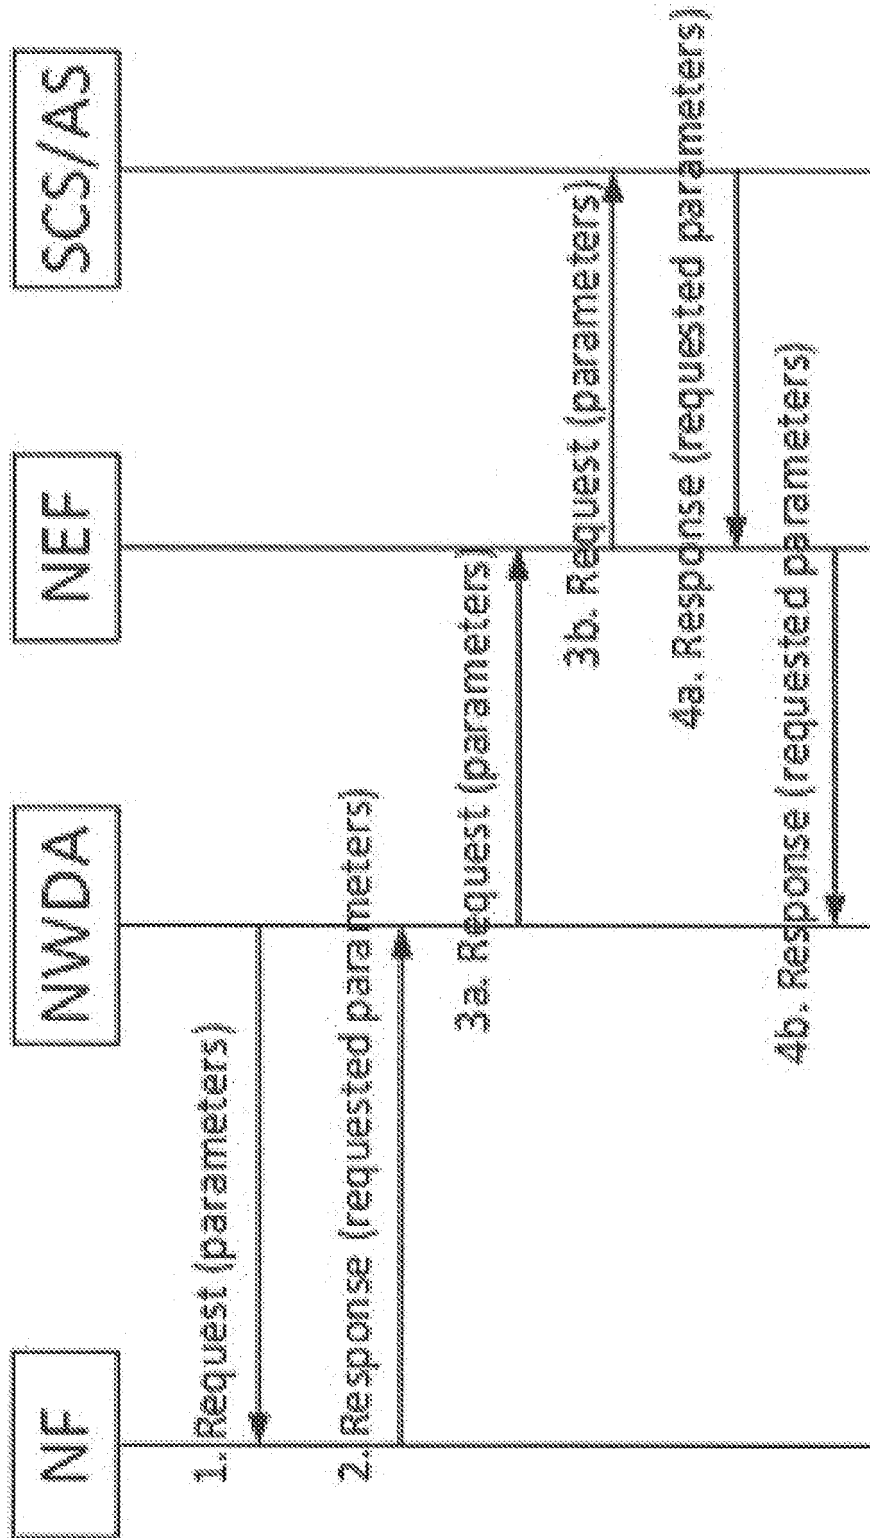 NF
NWDA
NEF
SCS/AS
1. Request (parameters)
2. Response (requested parameters)
3a. Request (parameters)
3b. Request (parameters)
4a. Response (requested parameters)
4b. Response (requested parameters)